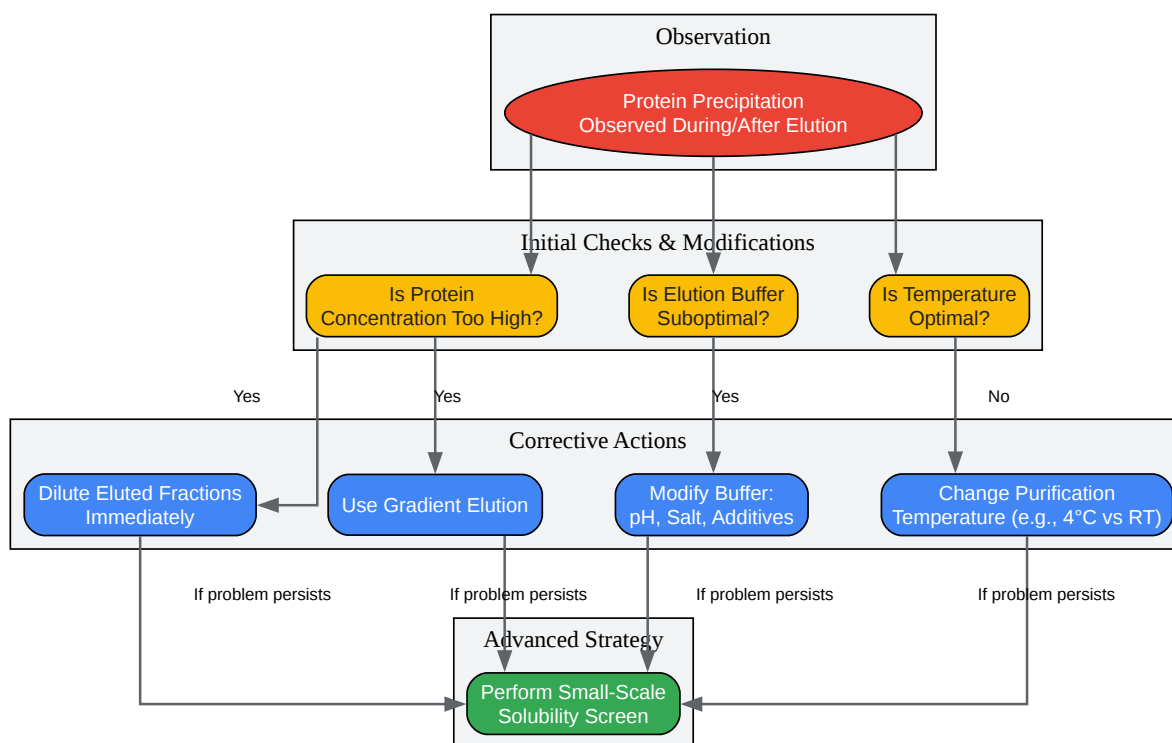 Observation
Protein Precipitation
Observed During/After Elution
Initial Checks & Modifications
Is Protein
Concentration Too High?
Is Elution Buffer
Suboptimal?
Is Temperature
Optimal?
Yes
Yes
Yes
No
Corrective Actions
Dilute Eluted Fractions
Immediately
Use Gradient Elution
Modify Buffer:
pH, Salt, Additives
Change Purification
Temperature (e.g., 4°C vs RT)
If problem persists
If problem persists
If problem persists
If problem persists
Advanced Strategy
Perform Small-Scale
Solubility Screen